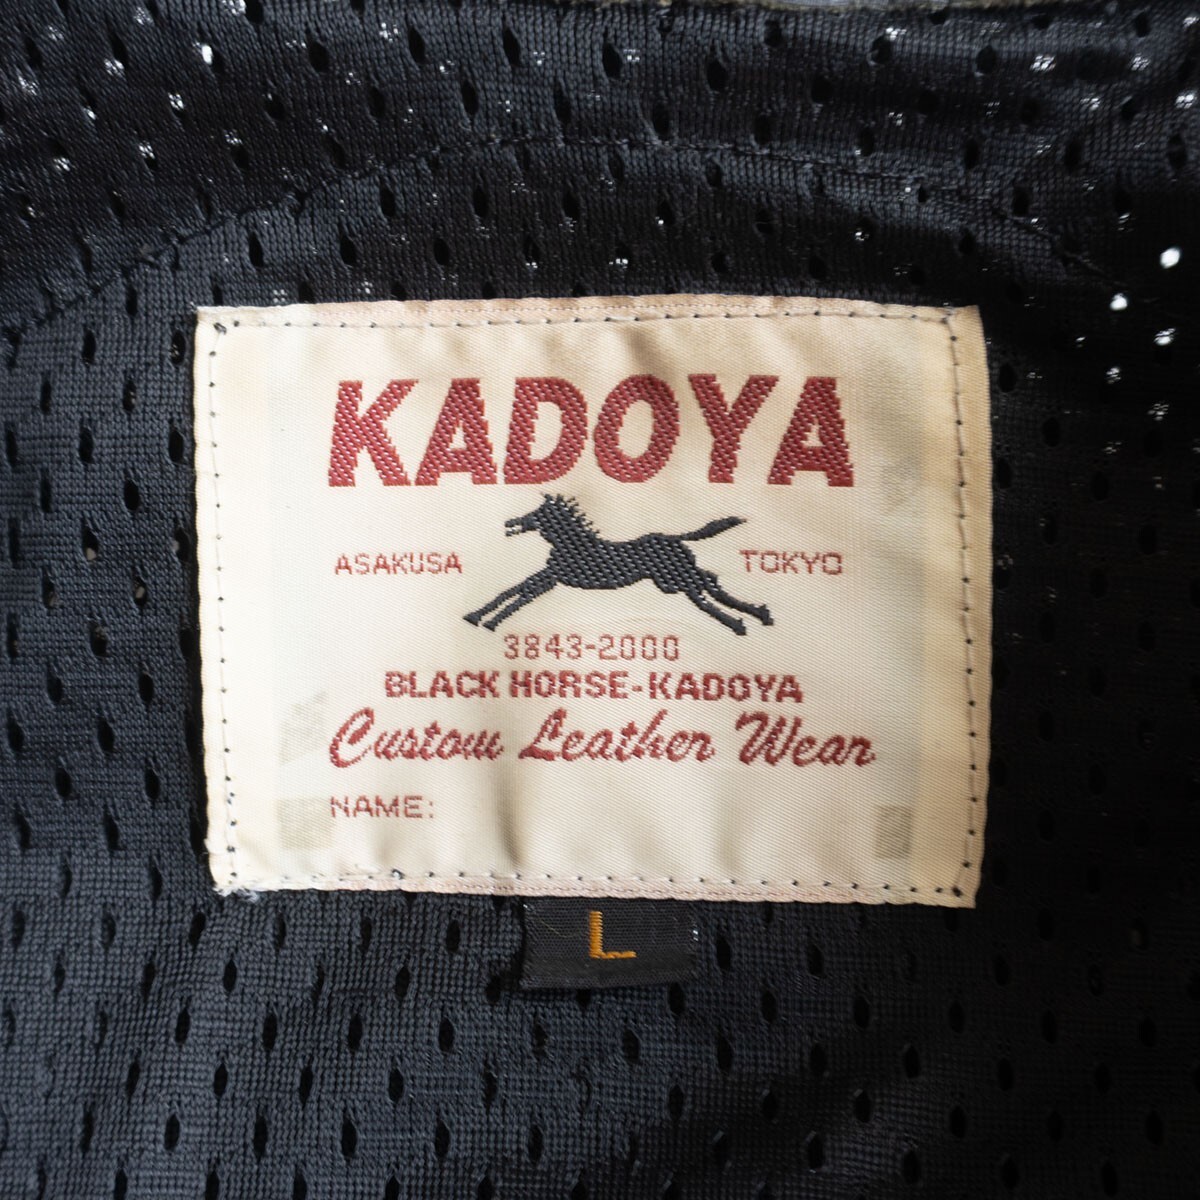 KADOYA
ASAKUSA TOKYO
3843-2000
BLACK HORSE-KADOYA
Custom Leather Wear
NAME:
L